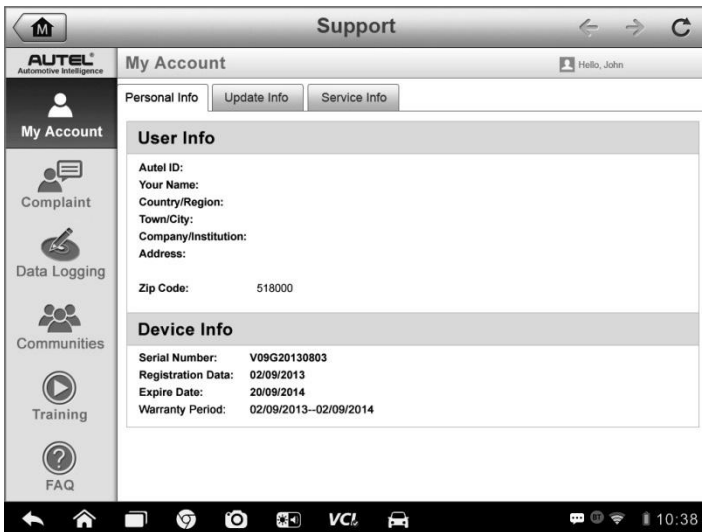 M
Support
AUTEL®
Automotive Intelligence
My Account
Hello, John
Personal Info
Update Info
Service Info
My Account
User Info
Autel ID:
Your Name:
Country/Region:
Town/City:
Company/Institution:
Address:
Zip Code: 518000
Complaint
Data Logging
Communities
Device Info
Serial Number: V09G20130803
Registration Data: 02/09/2013
Expire Date: 20/09/2014
Warranty Period: 02/09/2013--02/09/2014
Training
?
FAQ
VCI
BT
10:38